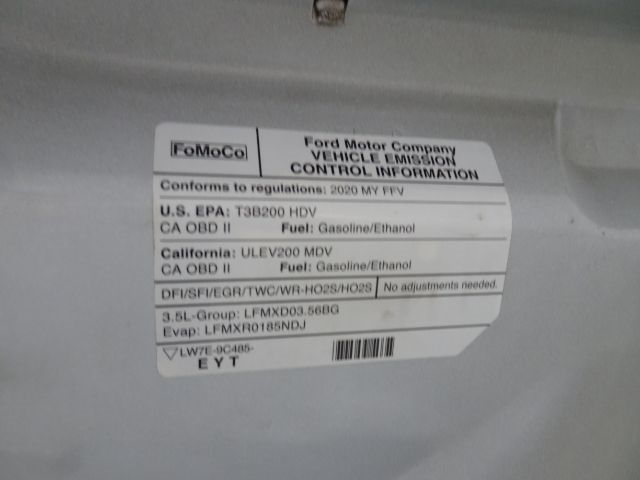 FoMoCo
Ford Motor Company
VEHICLE EMISSION
CONTROL INFORMATION
Conforms to regulations: 2020 MY FFV
U.S. EPA: T3B200 HDV
CA OBD II Fuel: Gasoline/Ethanol
California: ULEV200 MDV
CA OBD II Fuel: Gasoline/Ethanol
DFI/SFI/EGR/TWC/WR-HO2S/HO2S No adjustments needed.
3.5L-Group: LFMXD03.56BG
Evap: LFMXR0185NDJ
LW7E-9C485-
EYT